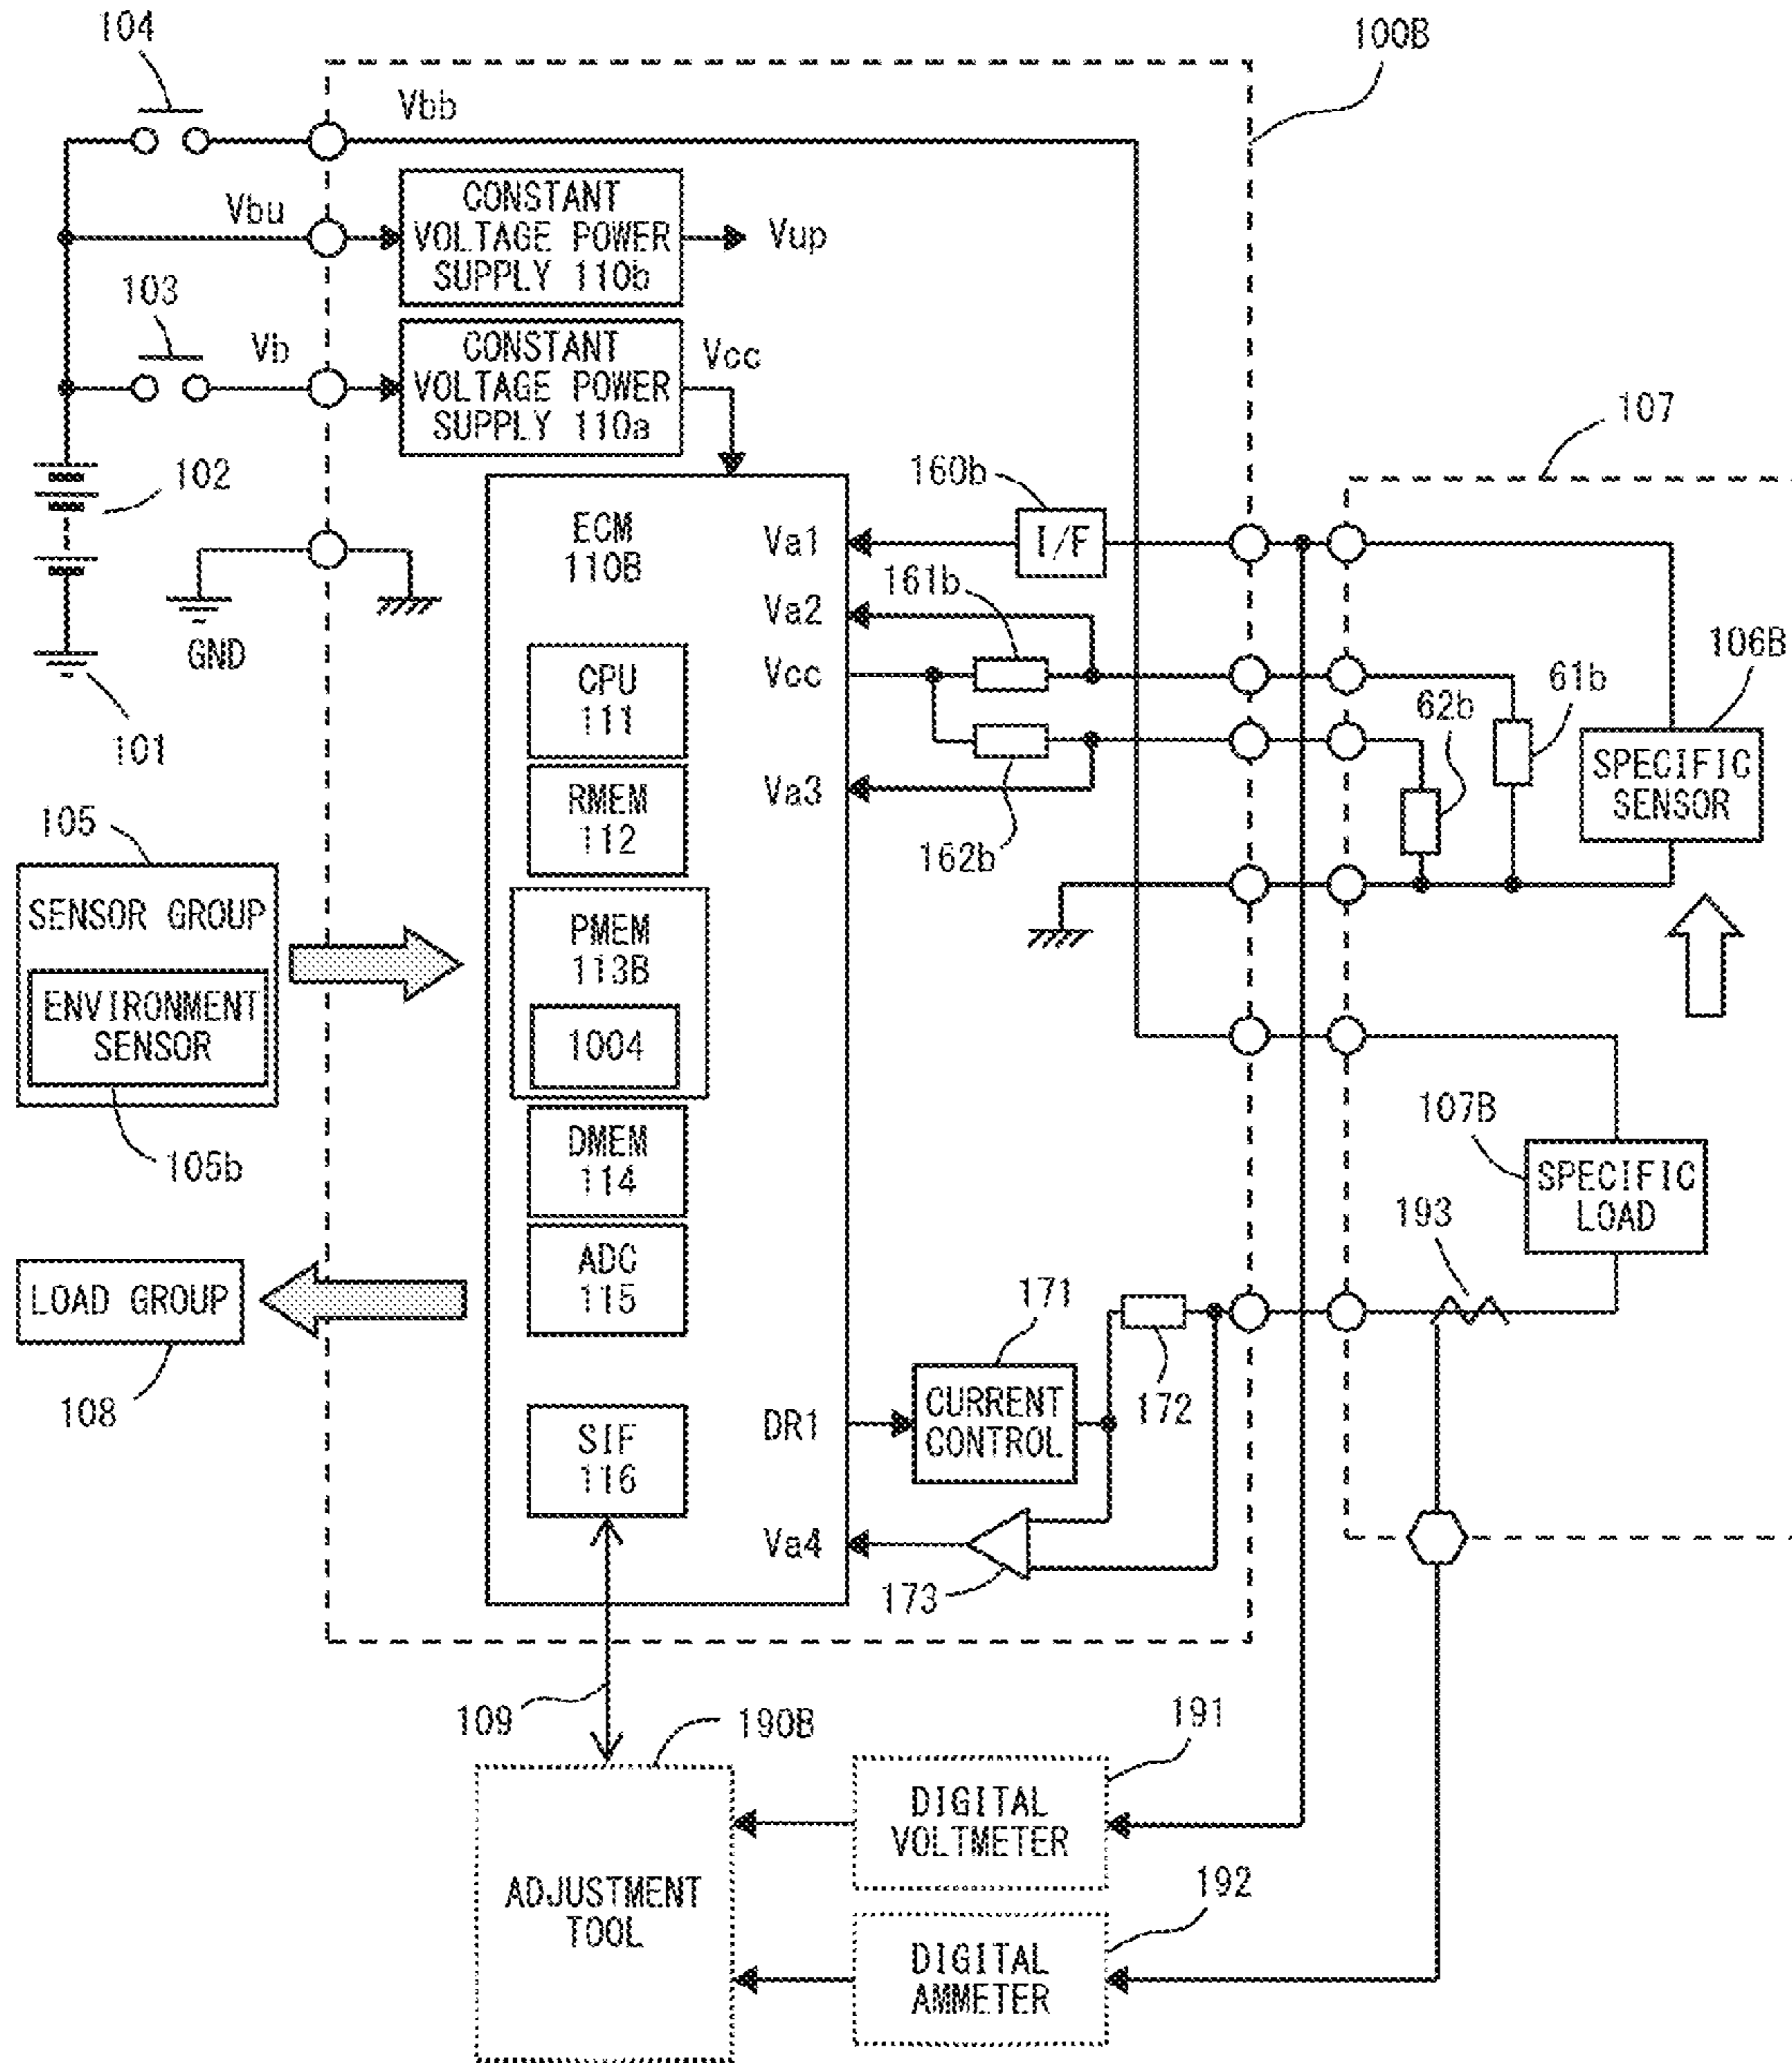 104
100B
Vbb
Vbu
CONSTANT
VOLTAGE POWER
SUPPLY 110b
Vup
103
Vb
CONSTANT
VOLTAGE POWER
SUPPLY 110a
Vcc
107
102
160b
ECM
110B
Va1
I/F
161b
Va2
GND
106B
CPU
111
Vcc
61b
62b
101
SPECIFIC
SENSOR
RMEM
112
Va3
105
162b
SENSOR GROUP
PMEM
113B
ENVIRONMENT
SENSOR
1004
107B
105b
DMEM
114
SPECIFIC
LOAD
193
ADC
115
LOAD GROUP
171
108
172
SIF
116
DR1
CURRENT
CONTROL
Va4
173
109
190B
191
DIGITAL
VOLTMETER
192
ADJUSTMENT
TOOL
DIGITAL
AMMETER